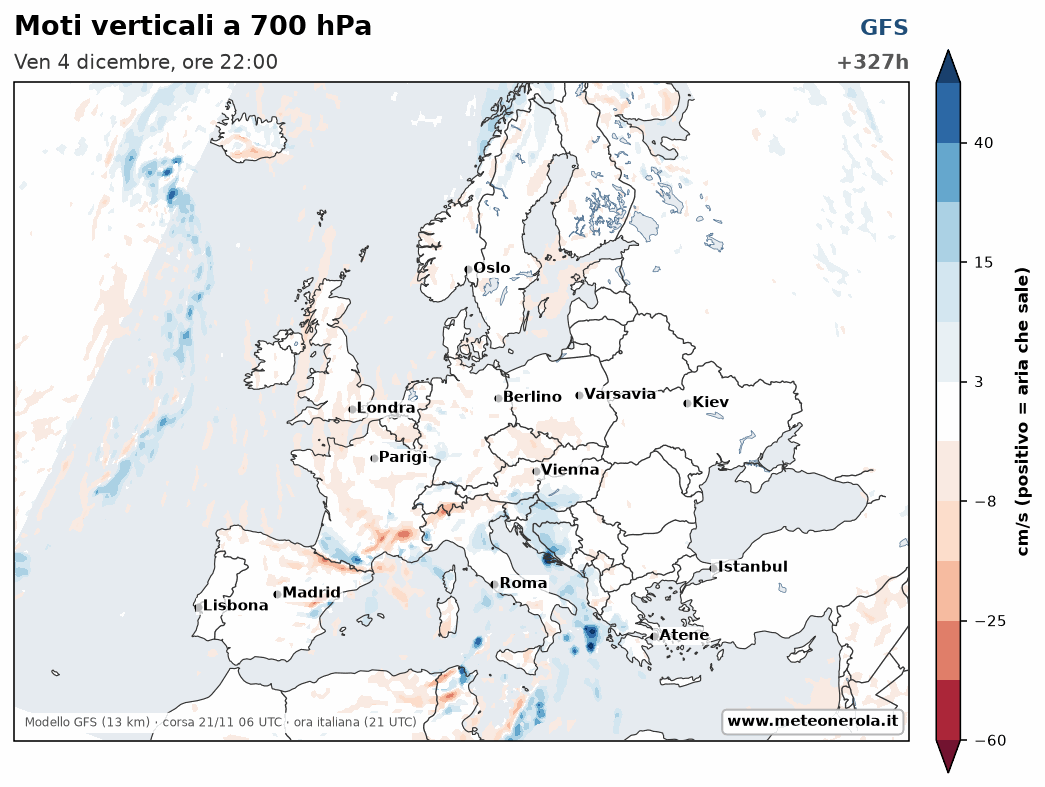 Moti verticali a 700 hPa
GFS
Ven 4 dicembre, ore 22:00
+327h
40
15
3
−8
−25
−60
cm/s (positivo = aria che sale)
Oslo
Berlino
Varsavia
Kiev
Londra
Parigi
Vienna
Istanbul
Roma
Madrid
Lisbona
Atene
Modello GFS (13 km) · corsa 21/11 06 UTC · ora italiana (21 UTC)
www.meteonerola.it